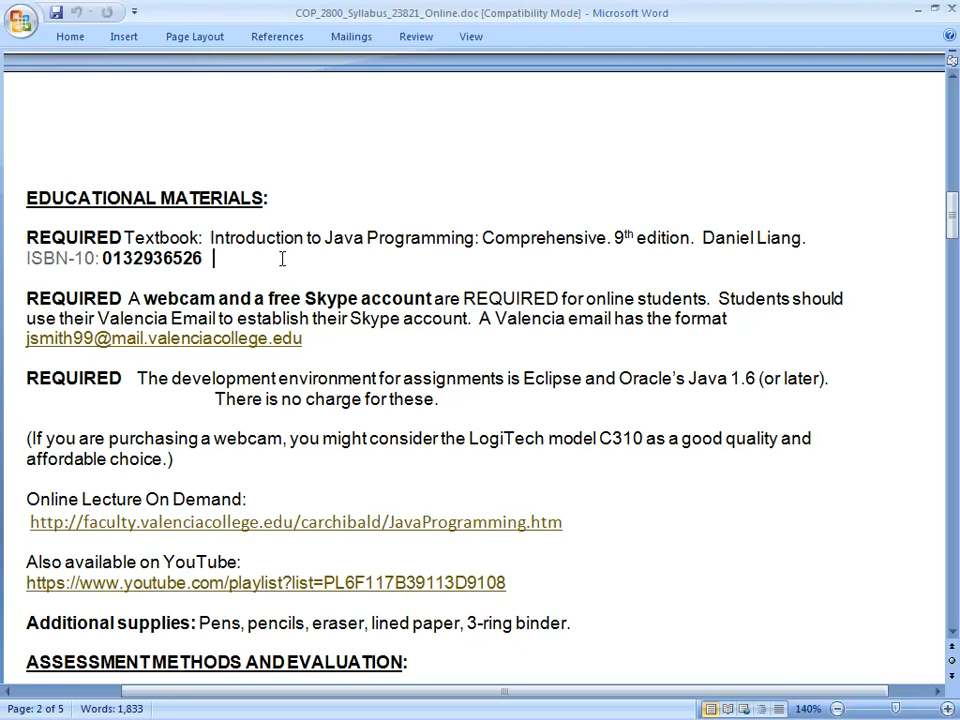 COP_2800_Syllabus_23821_Online.doc [Compatibility Mode] - Microsoft Word
Home Insert Page Layout References Mailings Review View
EDUCATIONAL MATERIALS:
REQUIRED Textbook: Introduction to Java Programming: Comprehensive. 9th edition. Daniel Liang.
ISBN-10: 0132936526
REQUIRED A webcam and a free Skype account are REQUIRED for online students. Students should
use their Valencia Email to establish their Skype account. A Valencia email has the format
jsmith99@mail.valenciacollege.edu
REQUIRED The development environment for assignments is Eclipse and Oracle's Java 1.6 (or later).
There is no charge for these.
(If you are purchasing a webcam, you might consider the LogiTech model C310 as a good quality and
affordable choice.)
Online Lecture On Demand:
http://faculty.valenciacollege.edu/carchibald/JavaProgramming.htm
Also available on YouTube:
https://www.youtube.com/playlist?list=PL6F117B39113D9108
Additional supplies: Pens, pencils, eraser, lined paper, 3-ring binder.
ASSESSMENT METHODS AND EVALUATION:
Page: 2 of 5 Words: 1,833 140%